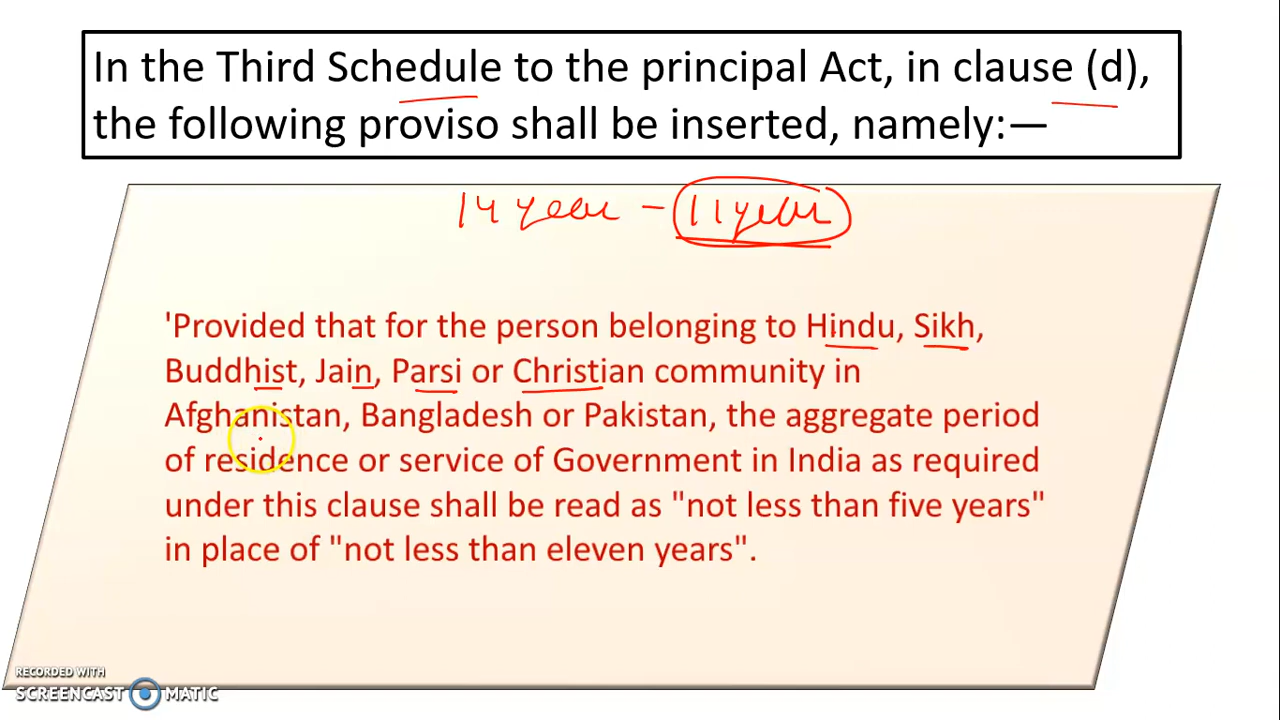 In the Third Schedule to the principal Act, in clause (d),
the following proviso shall be inserted, namely:—
14 year - 11 year
'Provided that for the person belonging to Hindu, Sikh,
Buddhist, Jain, Parsi or Christian community in
Afghanistan, Bangladesh or Pakistan, the aggregate period
of residence or service of Government in India as required
under this clause shall be read as "not less than five years"
in place of "not less than eleven years".
RECORDED WITH
SCREENCAST MATIC